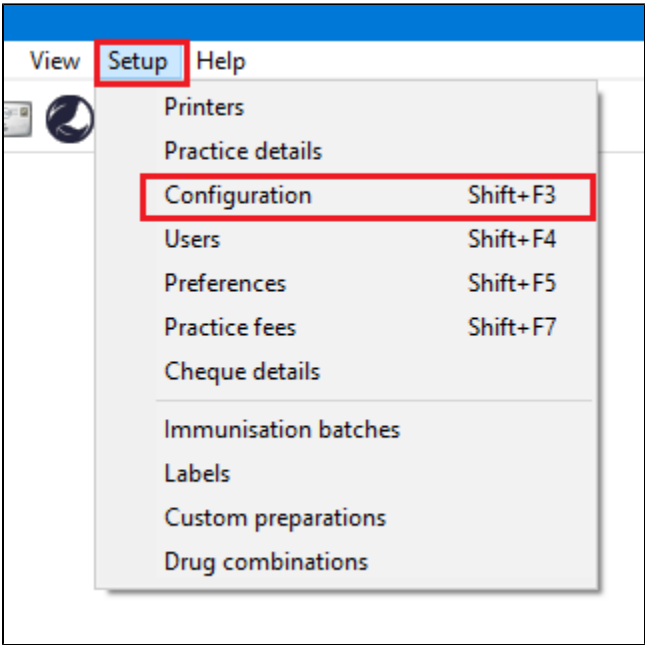 View Setup Help
Printers
Practice details
Configuration Shift+F3
Users Shift+F4
Preferences Shift+F5
Practice fees Shift+F7
Cheque details
Immunisation batches
Labels
Custom preparations
Drug combinations